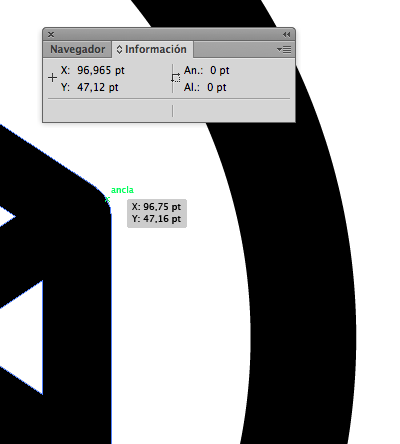 Navegador
Información
X: 96,965 pt
An.: 0 pt
Y: 47,12 pt
Al.: 0 pt
ancla
X: 96,75 pt
Y: 47,16 pt